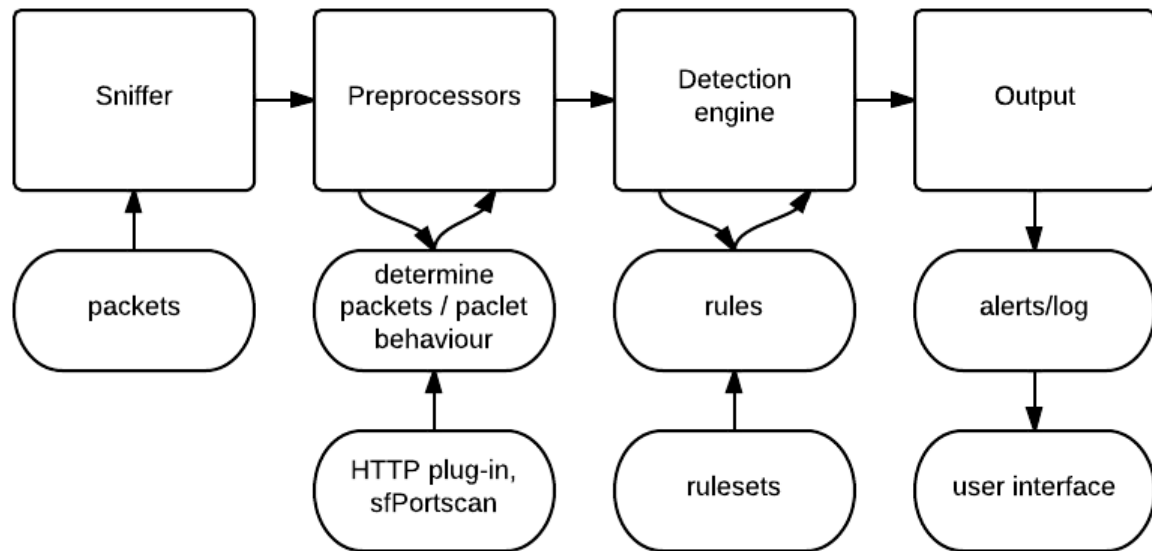 Sniffer
Preprocessors
Detection
engine
Output
packets
determine
packets / paclet
behaviour
rules
alerts/log
HTTP plug-in,
sfPortscan
rulesets
user interface